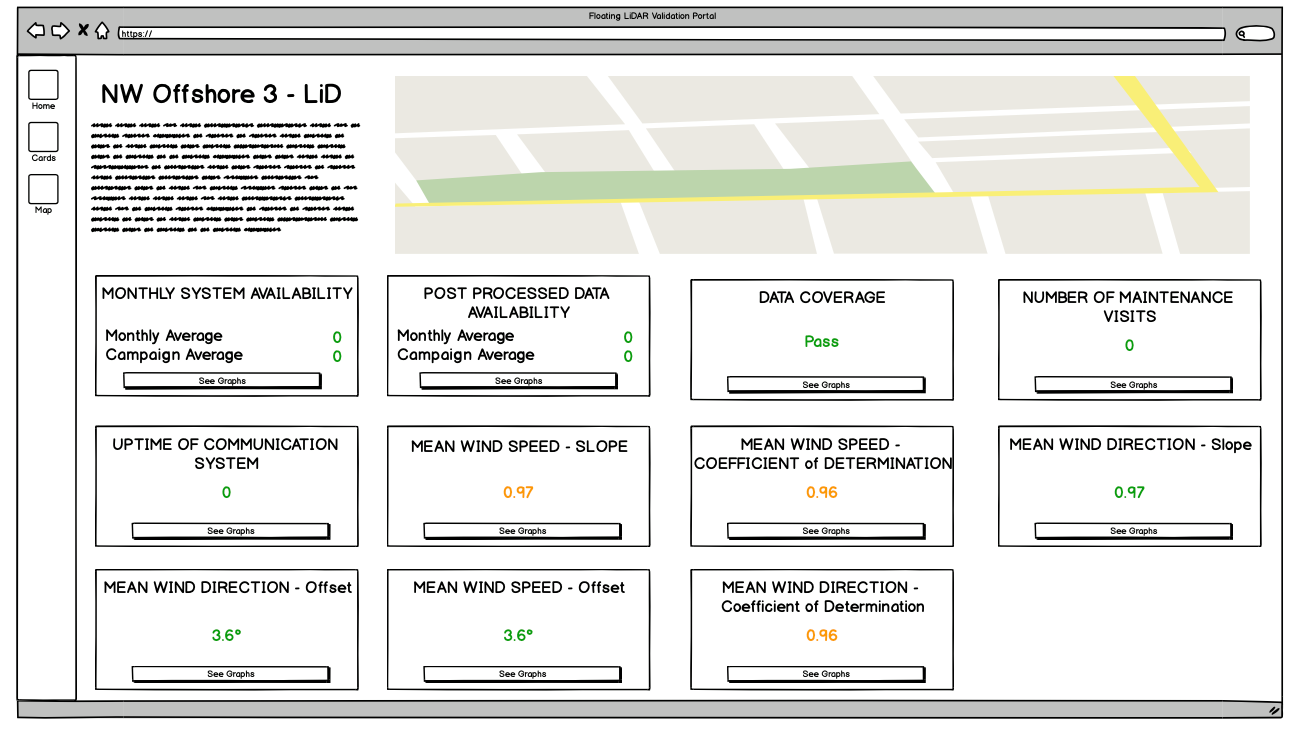 Floating LiDAR Validation Portal
https://
Home
Cards
Map
NW Offshore 3 - LiD
MONTHLY SYSTEM AVAILABILITY
Monthly Average 0
Campaign Average 0
See Graphs
POST PROCESSED DATA
AVAILABILITY
Monthly Average 0
Campaign Average 0
See Graphs
DATA COVERAGE
Pass
See Graphs
NUMBER OF MAINTENANCE
VISITS
0
See Graphs
UPTIME OF COMMUNICATION
SYSTEM
0
See Graphs
MEAN WIND SPEED - SLOPE
0.97
See Graphs
MEAN WIND SPEED -
COEFFICIENT of DETERMINATION
0.96
See Graphs
MEAN WIND DIRECTION - Slope
0.97
See Graphs
MEAN WIND DIRECTION - Offset
3.6°
See Graphs
MEAN WIND SPEED - Offset
3.6°
See Graphs
MEAN WIND DIRECTION -
Coefficient of Determination
0.96
See Graphs